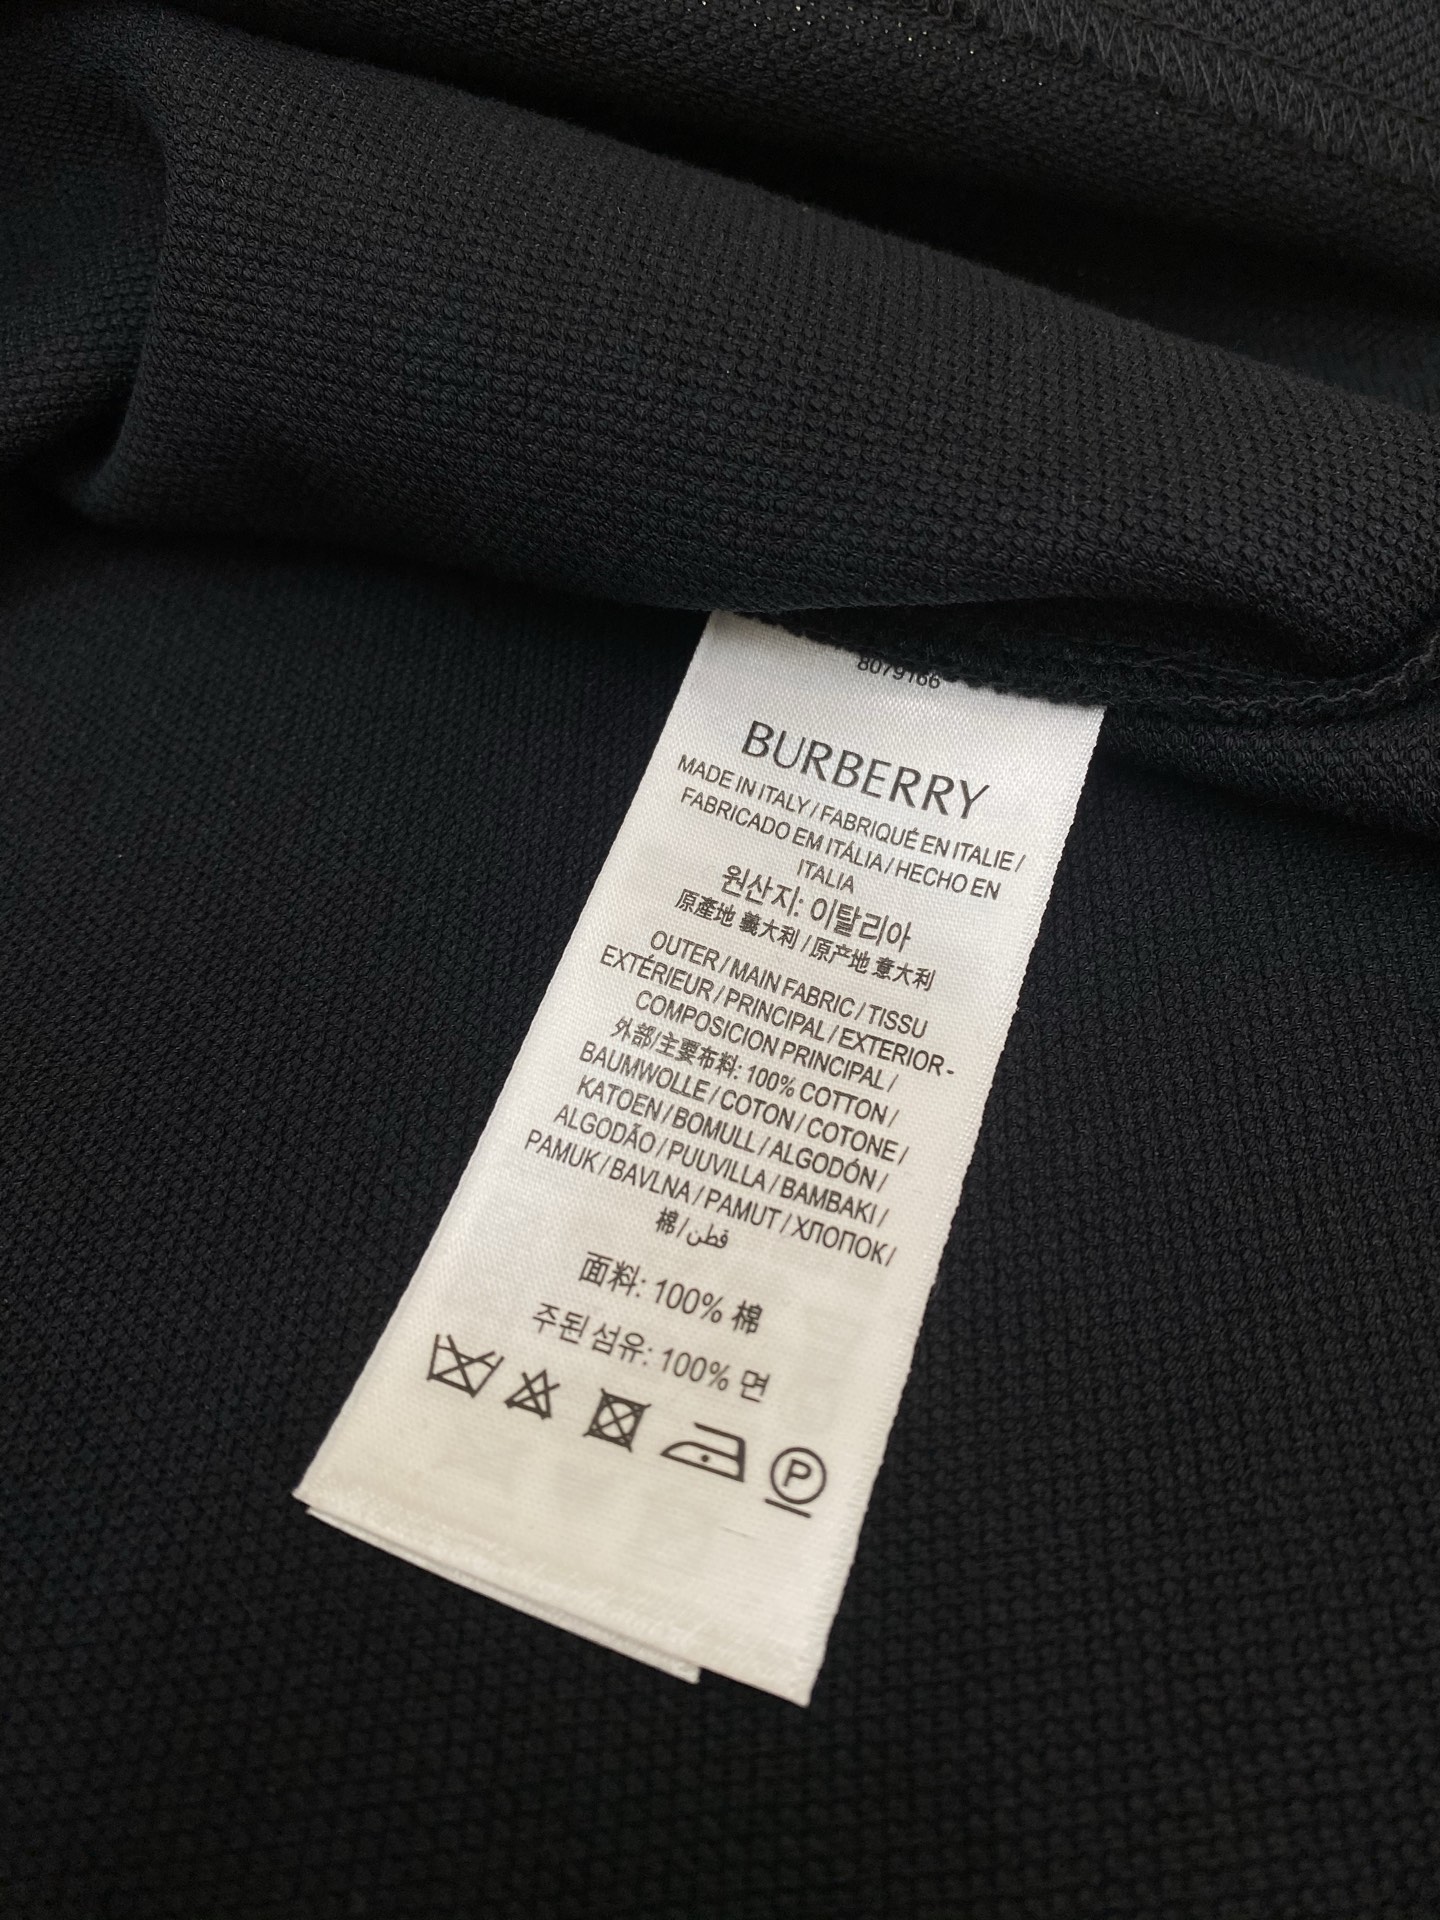 8079166
BURBERRY
MADE IN ITALY / FABRIQUÉ EN ITALIE /
FABRICADO EM ITÁLIA / HECHO EN
ITALIA
원산지: 이탈리아
原產地 義大利 / 原产地 意大利
OUTER / MAIN FABRIC / TISSU
EXTÉRIEUR / PRINCIPAL / EXTERIOR -
COMPOSICION PRINCIPAL /
外部/主要布料: 100% COTTON /
BAUMWOLLE / COTON / COTONE /
KATOEN / BOMULL / ALGODÓN /
ALGODÃO / PUUVILLA / BAMBAKI /
PAMUK / BAVLNA / PAMUT / ХЛОПОК /
棉 / قطن
面料: 100% 棉
주된 섬유: 100% 면
P